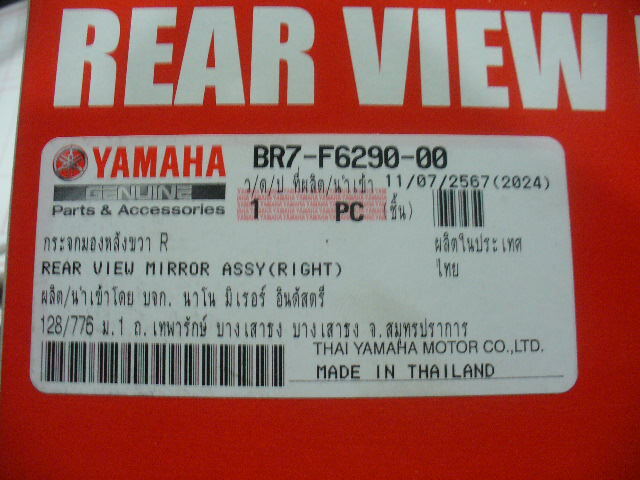 REAR VIEW
YAMAHA
GENUINE
Parts & Accessories
BR7-F6290-00
ว/ด/ป ที่ผลิต/นำเข้า 11/07/2567(2024)
1 PC (ชิ้น)
กระจกมองหลังขวา R
ผลิตในประเทศ
ไทย
REAR VIEW MIRROR ASSY(RIGHT)
ผลิต/นำเข้าโดย บจก. นาโน มิเรอร์ อินดัสตรี
128/776 ม.1 ถ.เทพารักษ์ บางเสาธง บางเสาธง จ.สมุทรปราการ
THAI YAMAHA MOTOR CO.,LTD.
MADE IN THAILAND